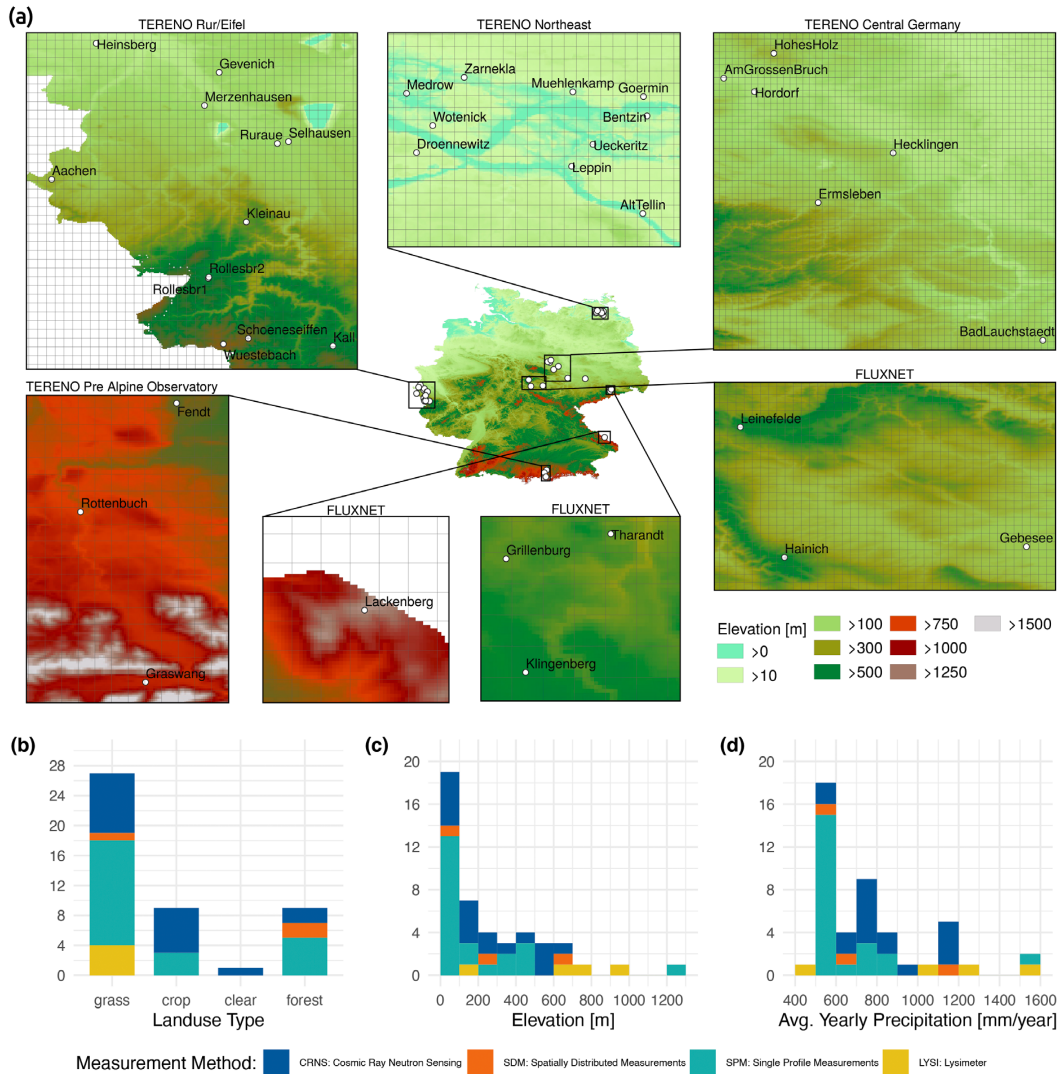 (a)
TERENO Rur/Eifel
Heinsberg
Gevenich
Merzenhausen
Ruraue
Selhausen
Aachen
Kleinau
Rollesbr2
Rollesbr1
Schoeneseiffen
Kall
Wuestebach
TERENO Northeast
Zarnekla
Medrow
Muehlenkamp
Goermin
Wotenick
Bentzin
Droennewitz
Ueckeritz
Leppin
AltTellin
TERENO Central Germany
HohesHolz
AmGrossenBruch
Hordorf
Hecklingen
Ermsleben
BadLauchstaedt
TERENO Pre Alpine Observatory
Fendt
Rottenbuch
Graswang
FLUXNET
Lackenberg
FLUXNET
Tharandt
Grillenburg
Klingenberg
FLUXNET
Leinefelde
Hainich
Gebesee
Elevation [m]
>0
>10
>100
>300
>500
>750
>1000
>1250
>1500
(b)
28
24
20
18
15
12
9
8
4
0
grass crop clear forest
Landuse Type
(c)
20
16
12
8
4
0
0 200 400 600 800 1000 1200
Elevation [m]
(d)
20
16
12
8
4
0
400 600 800 1000 1200 1400 1600
Avg. Yearly Precipitation [mm/year]
Measurement Method: CRNS: Cosmic Ray Neutron Sensing SDM: Spatially Distributed Measurements SPM: Single Profile Measurements LYSI: Lysimeter